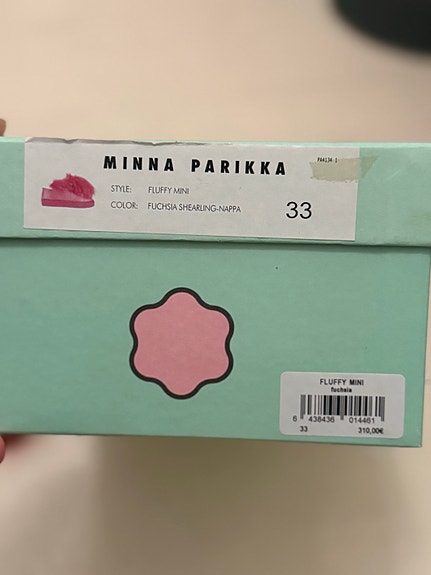 MINNA PARIKKA
STYLE: FLUFFY MINI
COLOR: FUCHSIA SHEARLING-NAPPA
33
FLUFFY MINI
fuchsia
6 438436 014461
33 310,00€